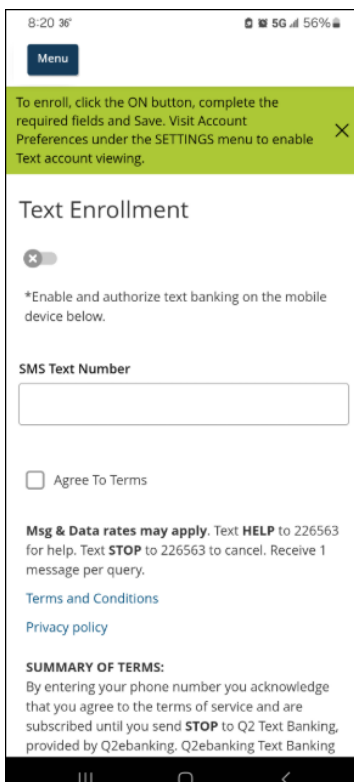 8:20 36° 5G 56%
Menu
To enroll, click the ON button, complete the
required fields and Save. Visit Account
Preferences under the SETTINGS menu to enable
Text account viewing.
Text Enrollment
*Enable and authorize text banking on the mobile
device below.
SMS Text Number
Agree To Terms
Msg & Data rates may apply. Text HELP to 226563
for help. Text STOP to 226563 to cancel. Receive 1
message per query.
Terms and Conditions
Privacy policy
SUMMARY OF TERMS:
By entering your phone number you acknowledge
that you agree to the terms of service and are
subscribed until you send STOP to Q2 Text Banking,
provided by Q2ebanking. Q2ebanking Text Banking